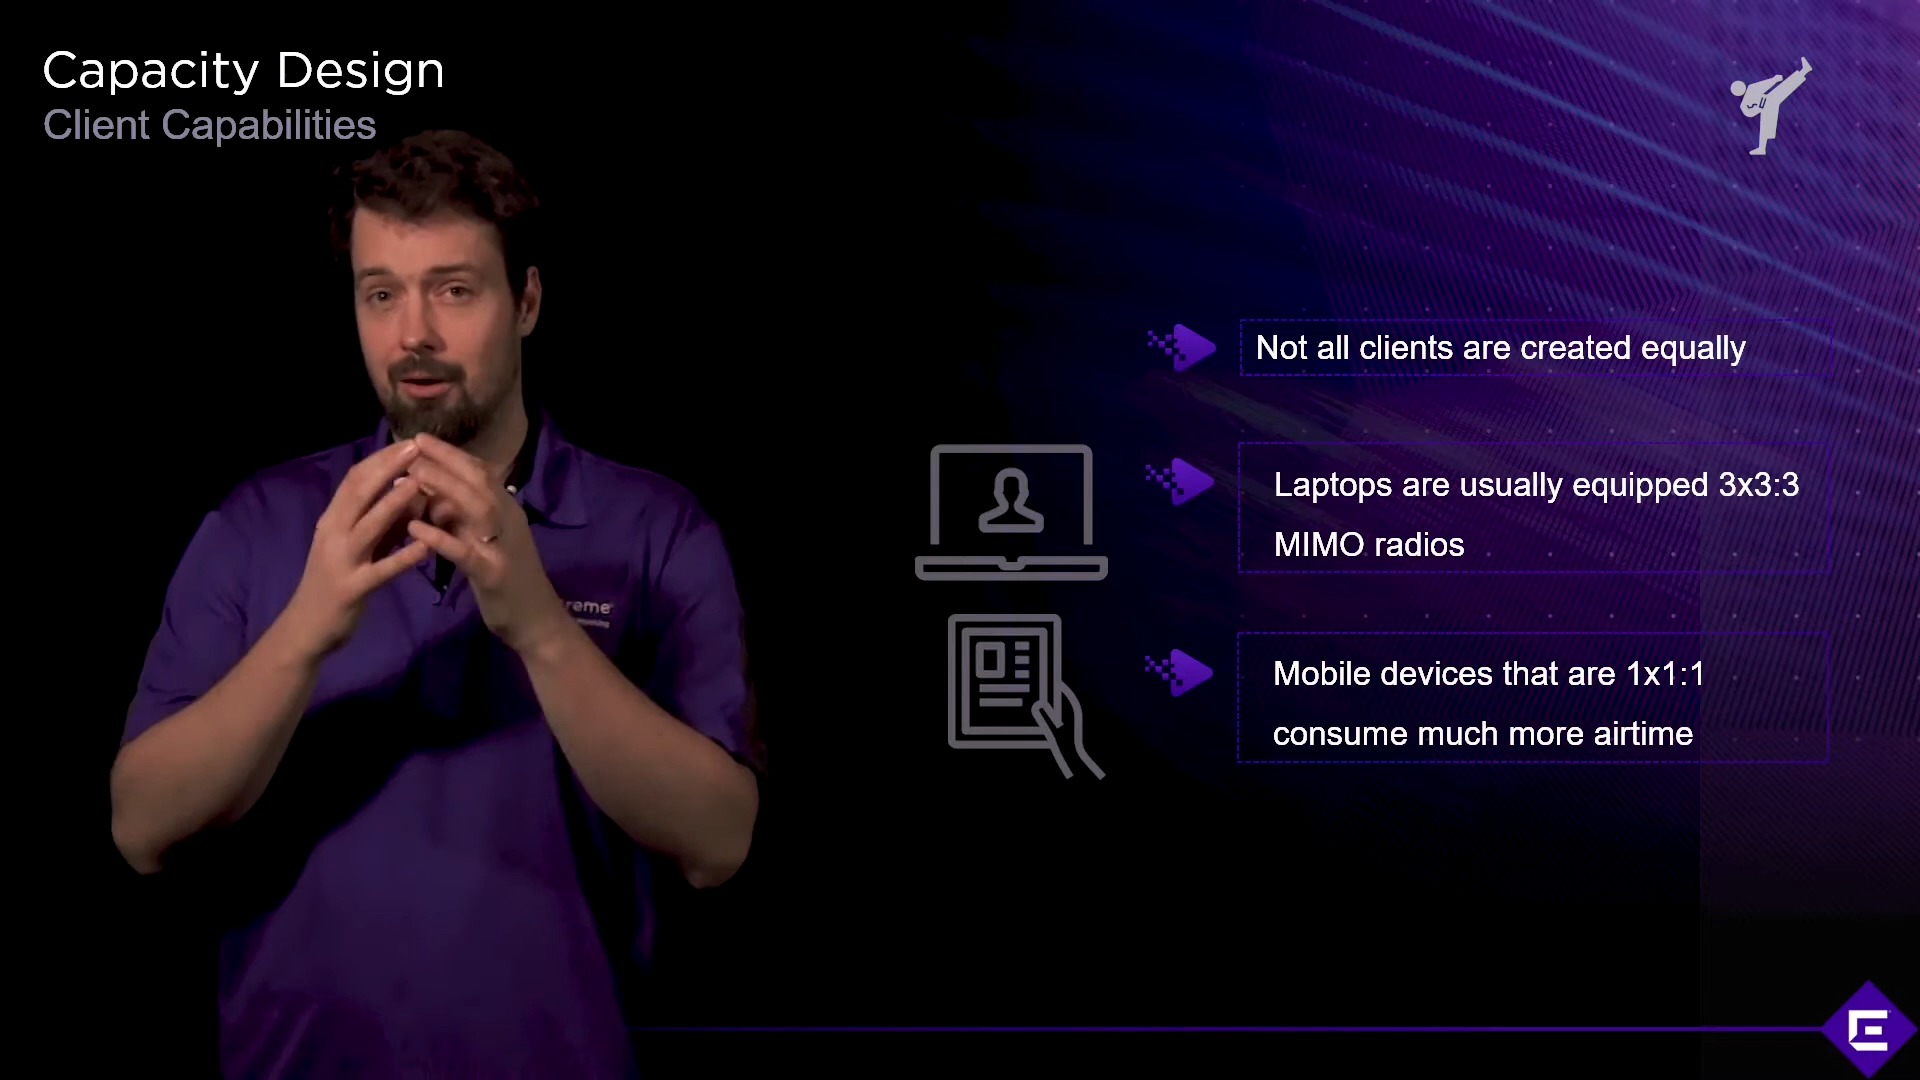 Capacity Design
Client Capabilities
Not all clients are created equally
Laptops are usually equipped 3x3:3
MIMO radios
Mobile devices that are 1x1:1
consume much more airtime